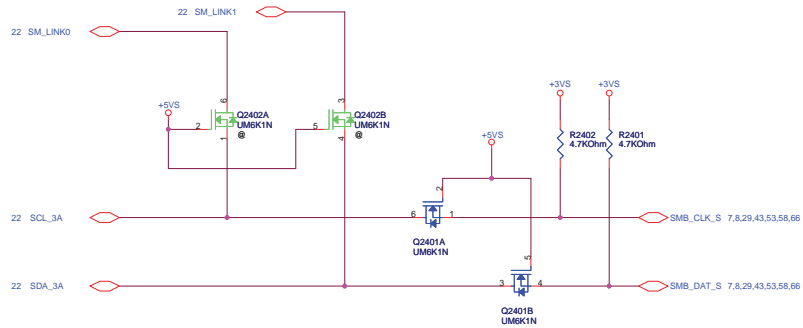 22 SM_LINK1
22 SM_LINK0
+5VS
6
Q2402A
UM6K1N
@
2
1
3
Q2402B
UM6K1N
@
5
4
+3VS
+3VS
R2402
4.7KOhm
R2401
4.7KOhm
+5VS
2
22 SCL_3A
6
1
SMB_CLK_S 7,8,29,43,53,58,66
Q2401A
UM6K1N
5
22 SDA_3A
3
4
SMB_DAT_S 7,8,29,43,53,58,66
Q2401B
UM6K1N